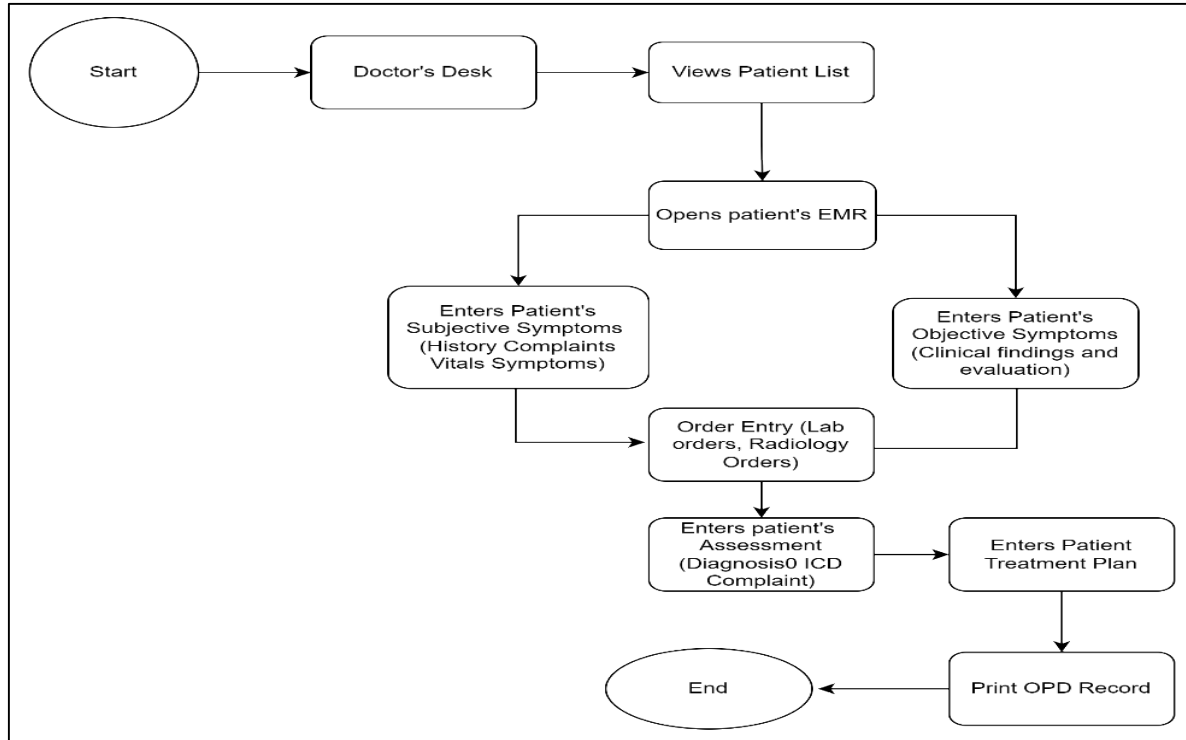 Start
Doctor's Desk
Views Patient List
Opens patient's EMR
Enters Patient's
Subjective Symptoms
(History Complaints
Vitals Symptoms)
Enters Patient's
Objective Symptoms
(Clinical findings and
evaluation)
Order Entry (Lab
orders, Radiology
Orders)
Enters patient's
Assessment
(Diagnosis0 ICD
Complaint)
Enters Patient
Treatment Plan
Print OPD Record
End